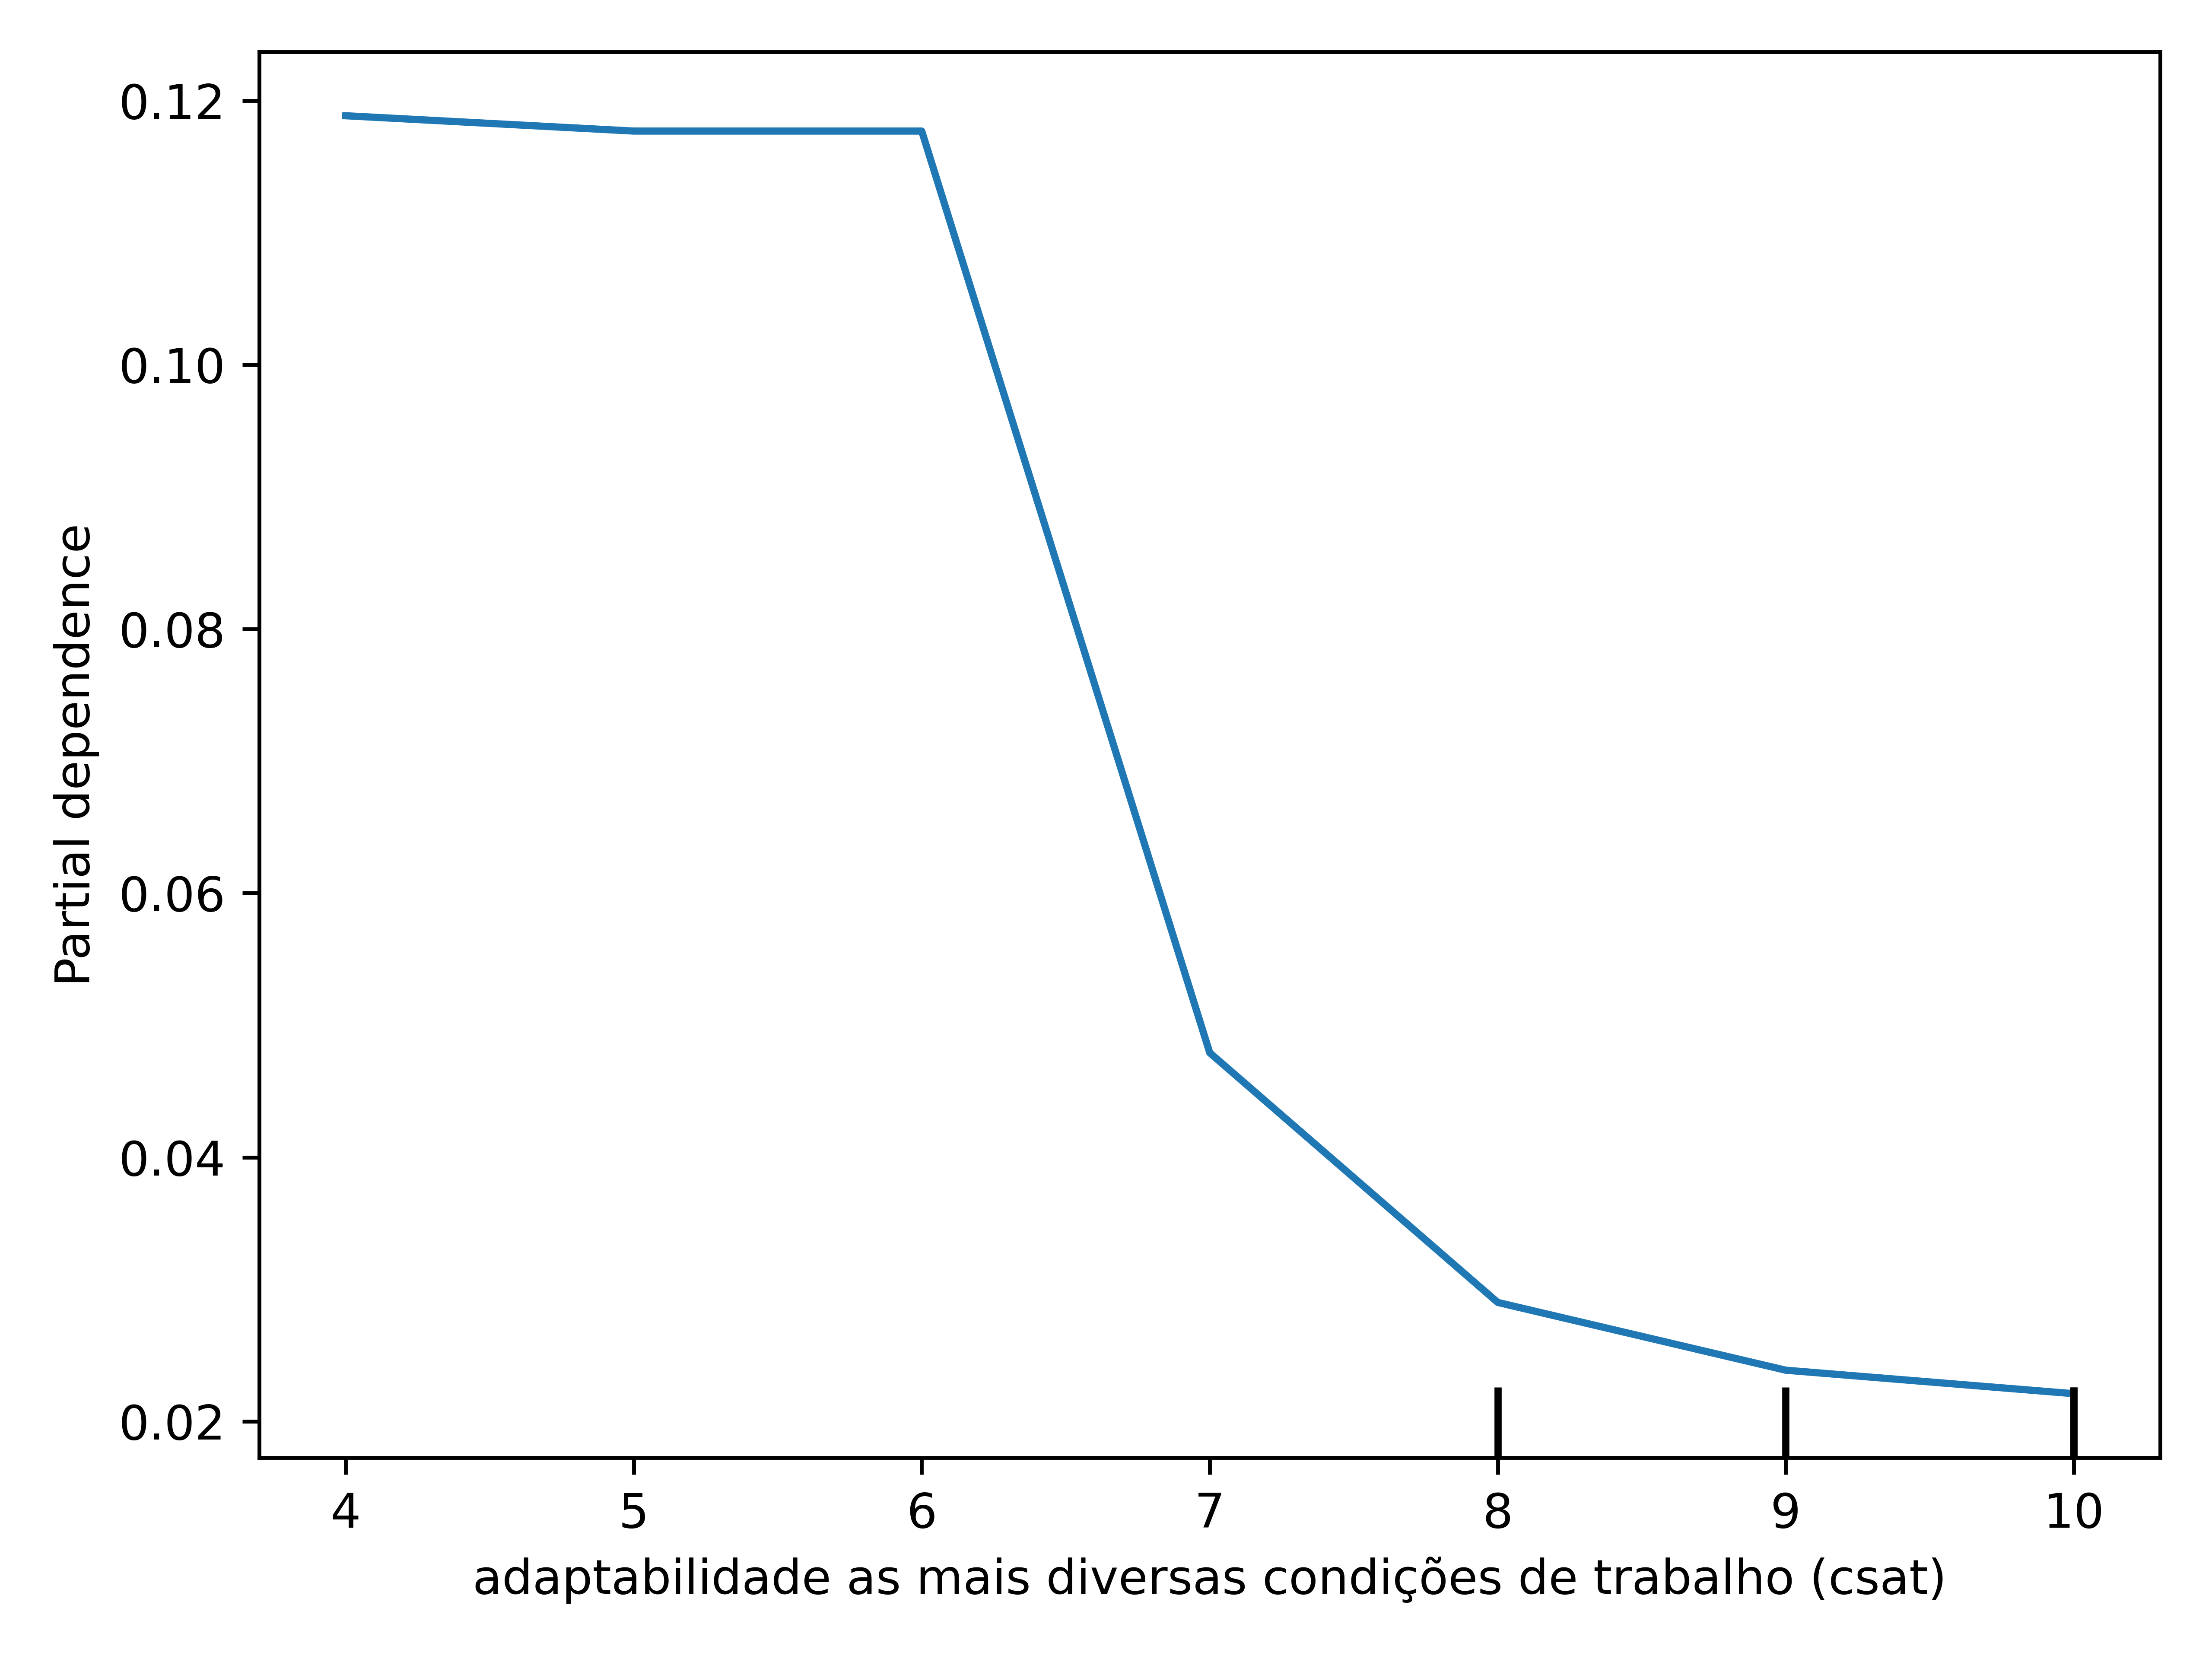 0.12
0.10
0.08
0.06
0.04
0.02
Partial dependence
4 5 6 7 8 9 10
adaptabilidade as mais diversas condições de trabalho (csat)